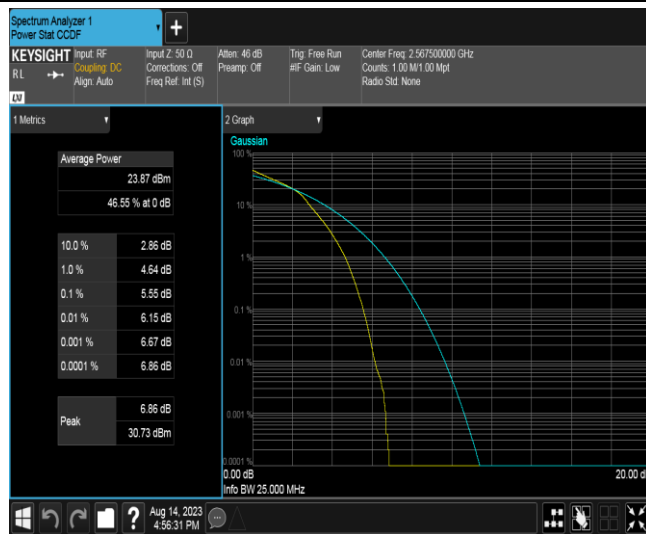 Spectrum Analyzer 1
Power Stat CCDF
+
KEYSIGHT
RL
LXI
Input: RF
Coupling: DC
Align: Auto
Input Z: 50 Ω
Corrections: Off
Freq Ref: Int (S)
Atten: 46 dB
Preamp: Off
Trig: Free Run
#IF Gain: Low
Center Freq: 2.567500000 GHz
Counts: 1.00 M/1.00 Mpt
Radio Std: None
1 Metrics
Average Power
23.87 dBm
46.55 % at 0 dB
10.0 % 2.86 dB
1.0 % 4.64 dB
0.1 % 5.55 dB
0.01 % 6.15 dB
0.001 % 6.67 dB
0.0001 % 6.86 dB
Peak
6.86 dB
30.73 dBm
2 Graph
Gaussian
100 %
10 %
1 %
0.1 %
0.01 %
0.001 %
0.0001 %
0.00 dB
20.00 d
Info BW 25.000 MHz
?
Aug 14, 2023
4:56:31 PM